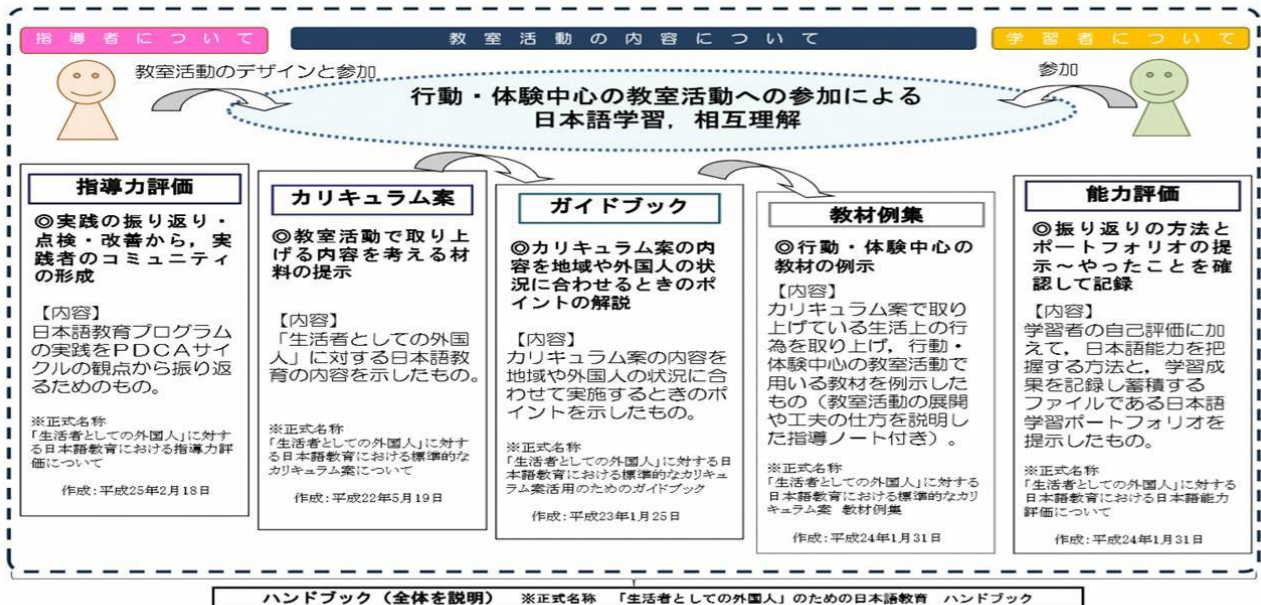 指導者について
教室活動の内容について
学習者について
教室活動のデザインと参加
参加
行動・体験中心の教室活動への参加による
日本語学習，相互理解
指導力評価
◎実践の振り返り・
点検・改善から，実
践者のコミュニティ
の形成
【内容】
日本語教育プログラム
の実践をPDCAサイ
クルの観点から振り返
るためのもの。
※正式名称
「生活者としての外国人」に対す
る日本語教育における指導力評
価について
作成：平成25年2月18日
カリキュラム案
◎教室活動で取り上
げる内容を考える材
料の提示
【内容】
「生活者としての外国
人」に対する日本語教
育の内容を示したもの。
※正式名称
「生活者としての外国人」に対す
る日本語教育における標準的な
カリキュラム案について
作成：平成22年5月19日
ガイドブック
◎カリキュラム案の内
容を地域や外国人の状
況に合わせるときのポ
イントの解説
【内容】
カリキュラム案の内容を
地域や外国人の状況に合
わせて実施するときのポ
イントを示したもの。
※正式名称
「生活者としての外国人」に対する日
本語教育における標準的なカリキュ
ラム案活用のためのガイドブック
作成：平成23年1月25日
教材例集
◎行動・体験中心の
教材の例示
【内容】
カリキュラム案で取り
上げている生活上の行
為を取り上げ，行動・
体験中心の教室活動で
用いる教材を例示した
もの（教室活動の展開
や工夫の仕方を説明し
た指導ノート付き）。
※正式名称
「生活者としての外国人」に対する
日本語教育における標準的なカリ
キュラム案 教材例集
作成：平成24年1月31日
能力評価
◎振り返りの方法と
ポートフォリオの提
示～やったことを確
認して記録
【内容】
学習者の自己評価に加
えて，日本語能力を把
握する方法と，学習成
果を記録し蓄積する
ファイルである日本語
学習ポートフォリオを
提示したもの。
※正式名称
「生活者としての外国人」に対する
日本語教育における日本語能力
評価について
作成：平成24年1月31日
ハンドブック（全体を説明） ※正式名称 「生活者としての外国人」のための日本語教育 ハンドブック